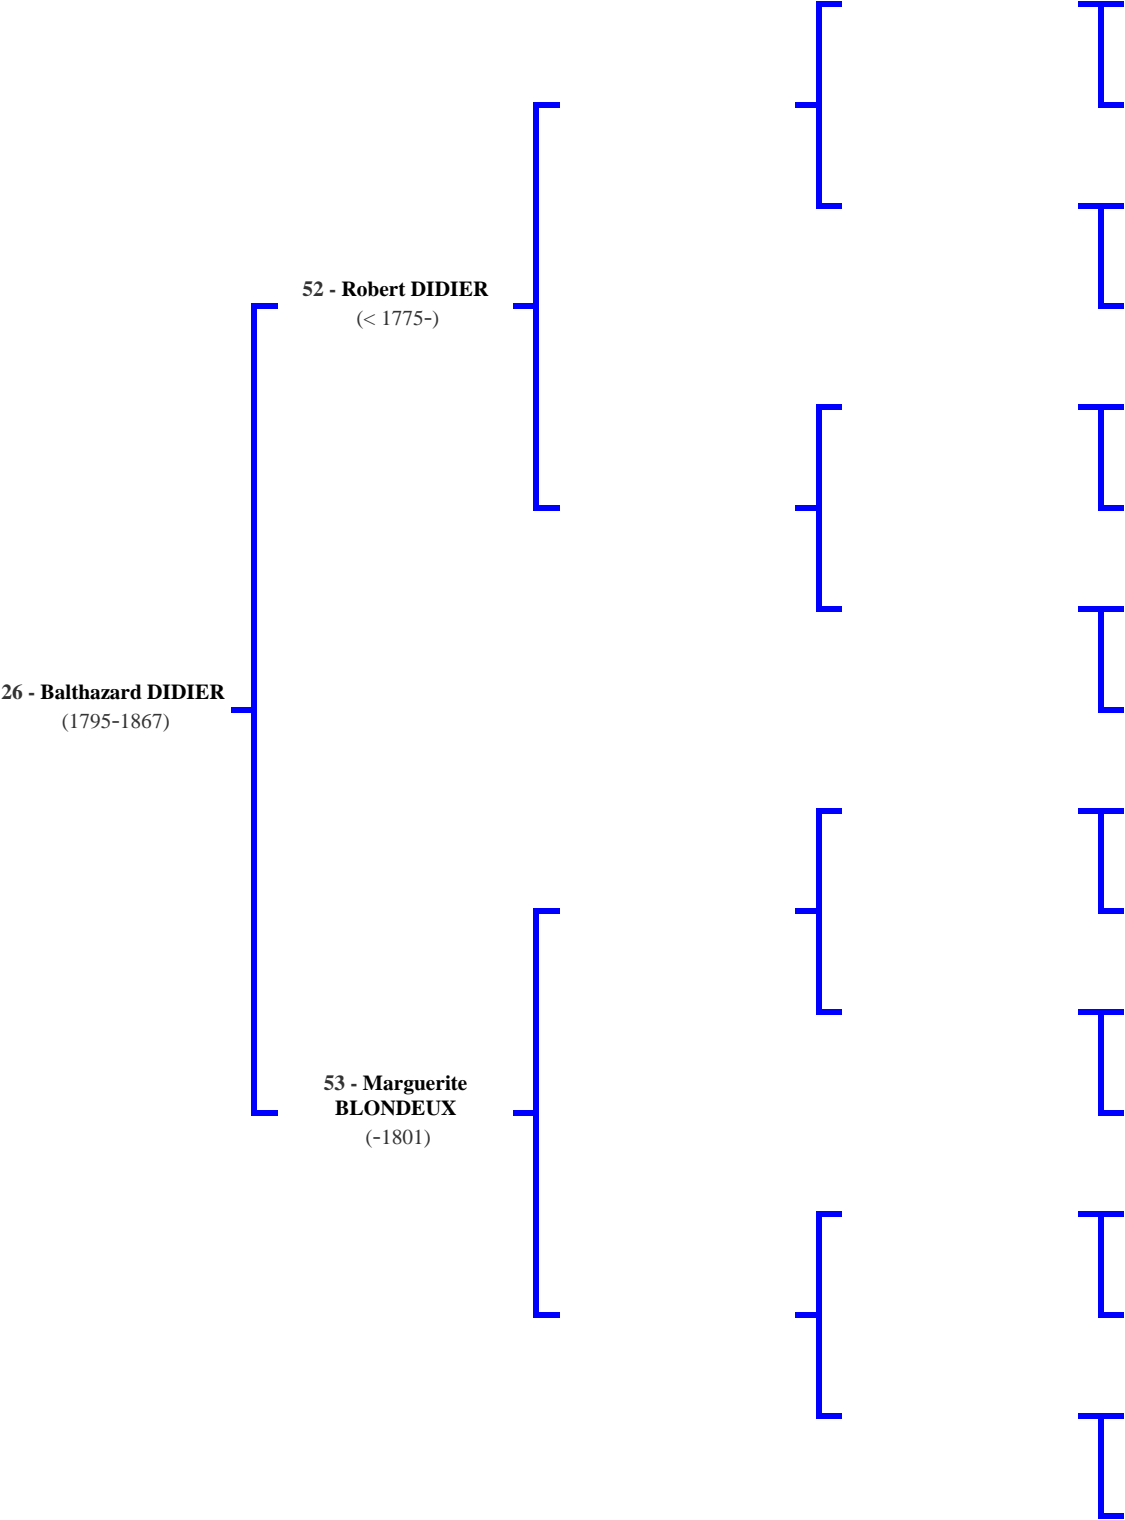 52 - Robert DIDIER
(< 1775-)
26 - Balthazard DIDIER
(1795-1867)
53 - Marguerite
BLONDEUX
(-1801)